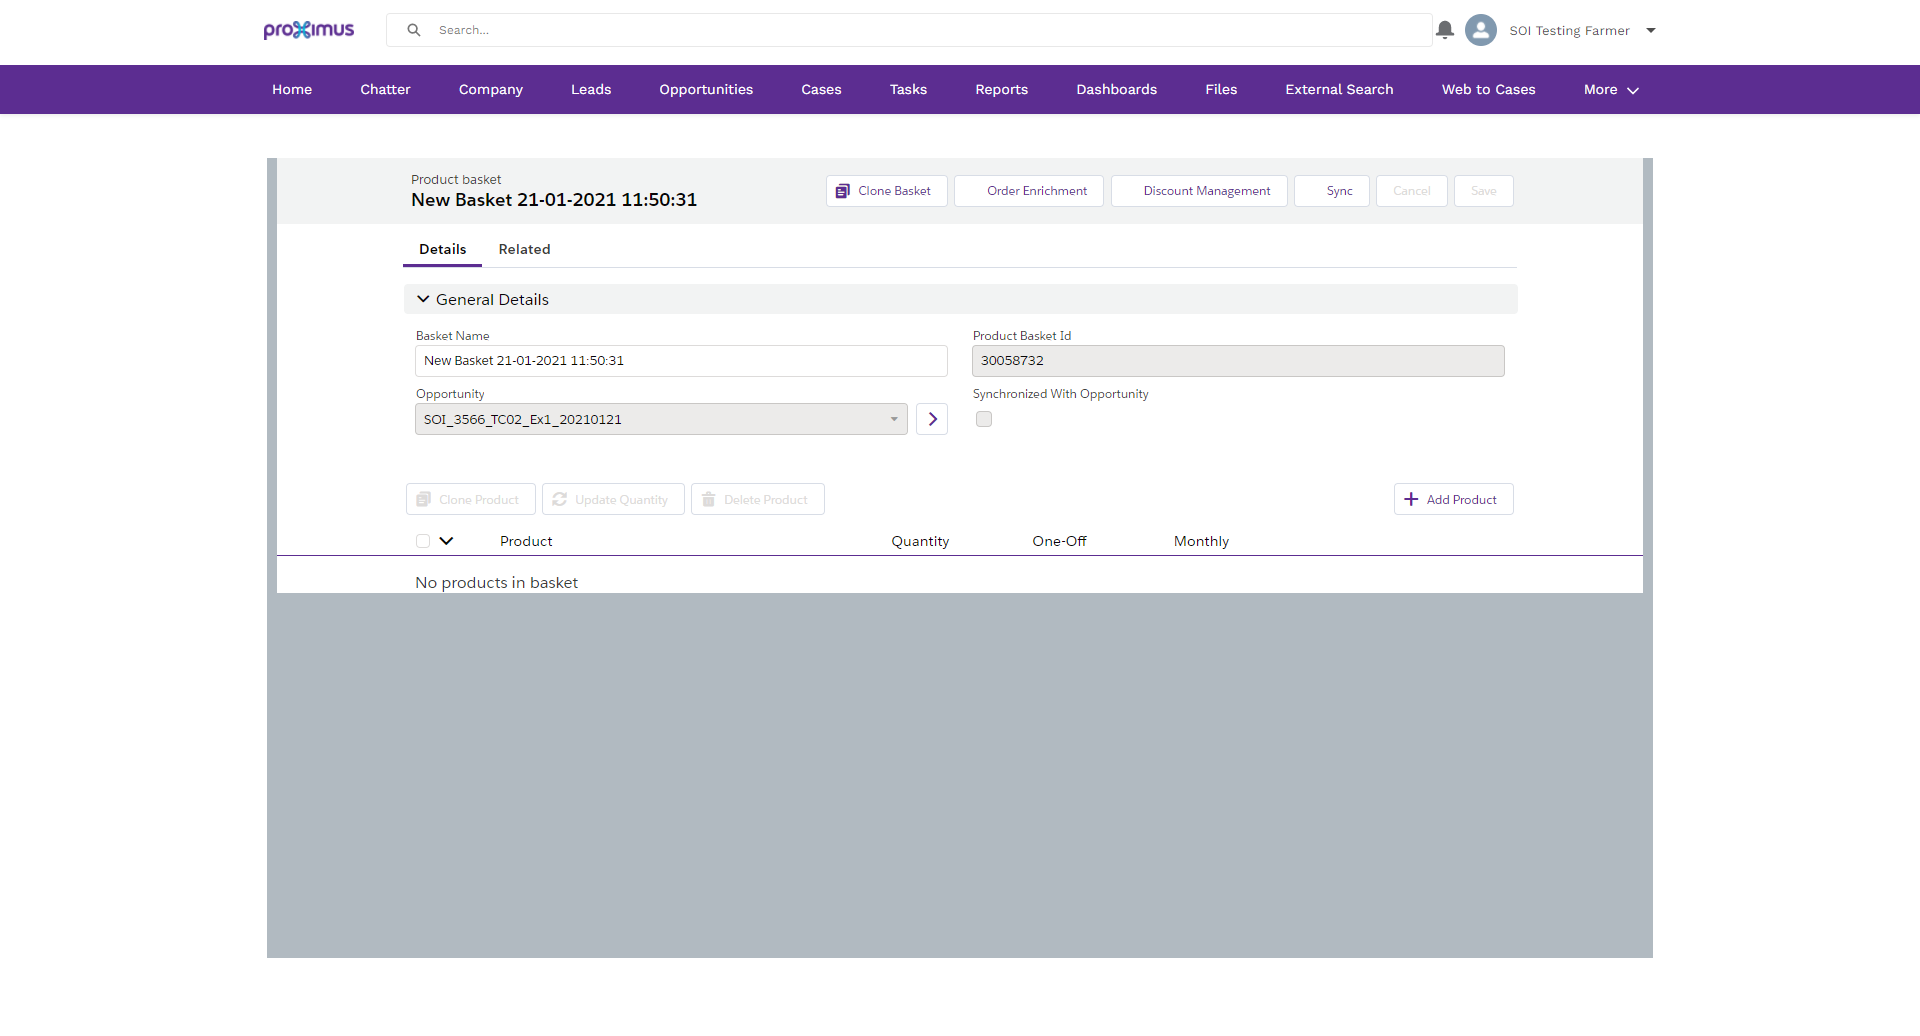 proximus
Search...
SOI Testing Farmer
Home Chatter Company Leads Opportunities Cases Tasks Reports Dashboards Files External Search Web to Cases More
Product basket
New Basket 21-01-2021 11:50:31
Clone Basket Order Enrichment Discount Management Sync Cancel Save
Details Related
General Details
Basket Name Product Basket Id
New Basket 21-01-2021 11:50:31 30058732
Opportunity Synchronized With Opportunity
SOI_3566_TC02_Ex1_20210121
Clone Product Update Quantity Delete Product Add Product
Product Quantity One-Off Monthly
No products in basket